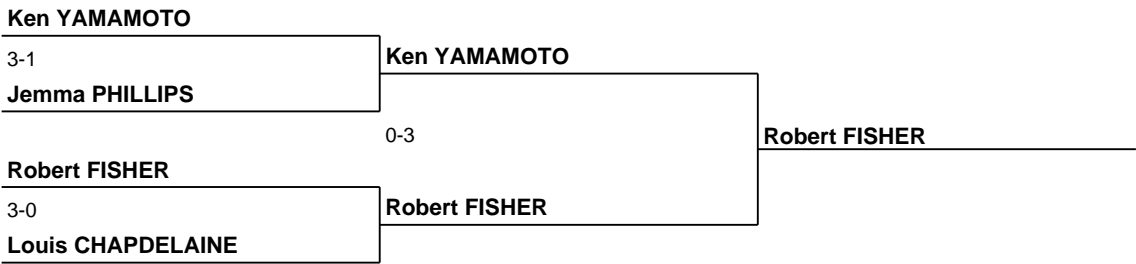 Ken YAMAMOTO
3-1
Ken YAMAMOTO
Jemma PHILLIPS
0-3
Robert FISHER
Robert FISHER
3-0
Robert FISHER
Louis CHAPDELAINE